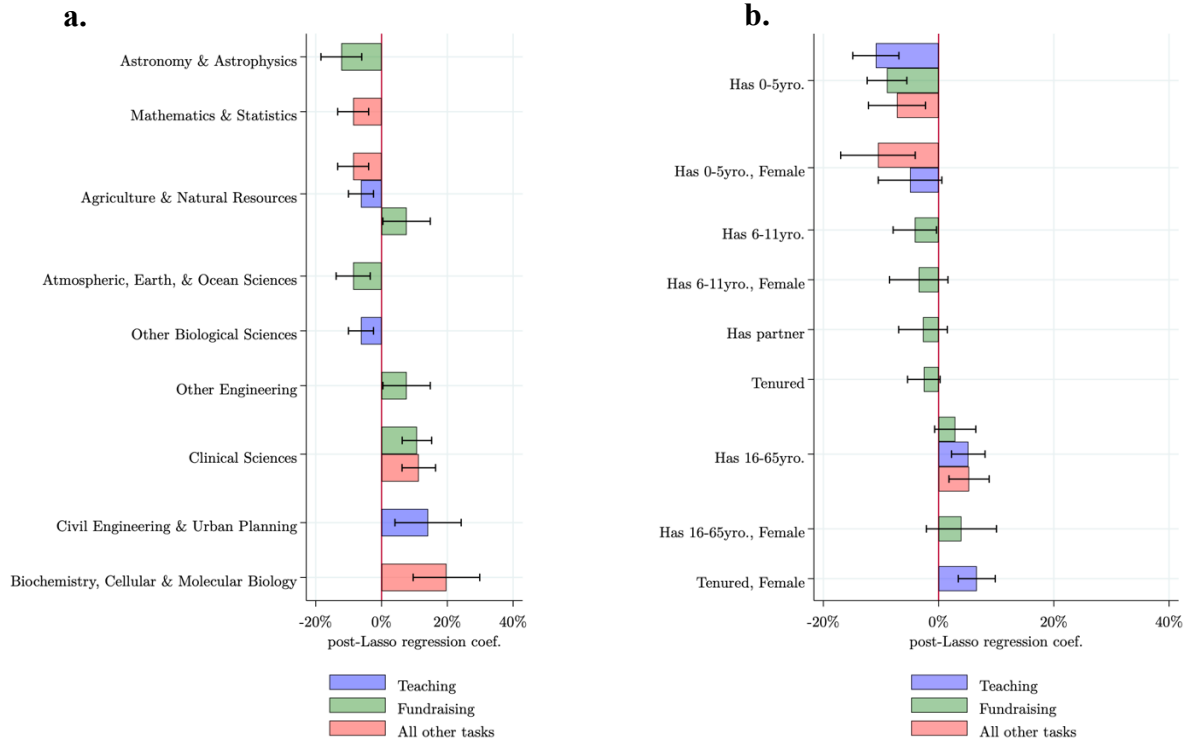 a.
Astronomy & Astrophysics
Mathematics & Statistics
Agriculture & Natural Resources
Atmospheric, Earth, & Ocean Sciences
Other Biological Sciences
Other Engineering
Clinical Sciences
Civil Engineering & Urban Planning
Biochemistry, Cellular & Molecular Biology
-20% 0% 20% 40%
post-Lasso regression coef.
Teaching
Fundraising
All other tasks
b.
Has 0-5yro.
Has 0-5yro., Female
Has 6-11yro.
Has 6-11yro., Female
Has partner
Tenured
Has 16-65yro.
Has 16-65yro., Female
Tenured, Female
-20% 0% 20% 40%
post-Lasso regression coef.
Teaching
Fundraising
All other tasks